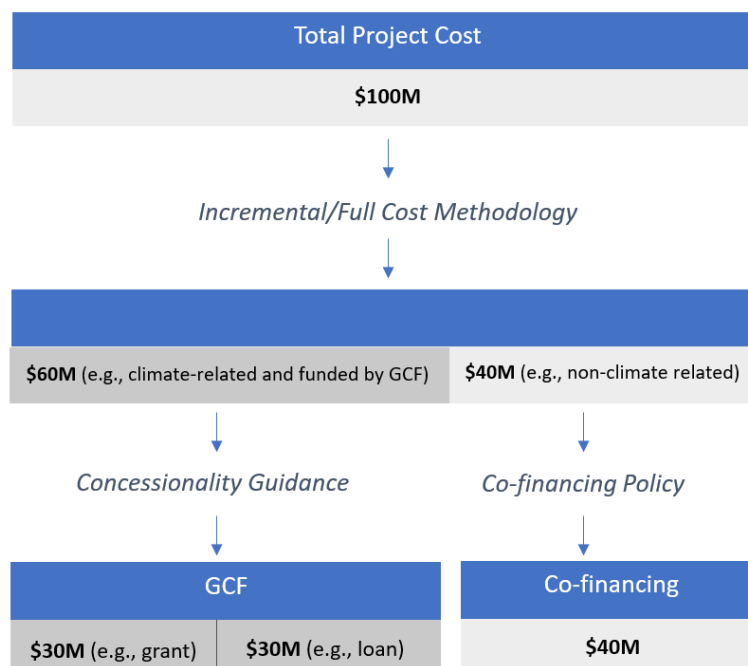 Total Project Cost
$100M
Incremental/Full Cost Methodology
$60M (e.g., climate-related and funded by GCF) $40M (e.g., non-climate related)
Concessionality Guidance Co-financing Policy
GCF Co-financing
$30M (e.g., grant) $30M (e.g., loan) $40M